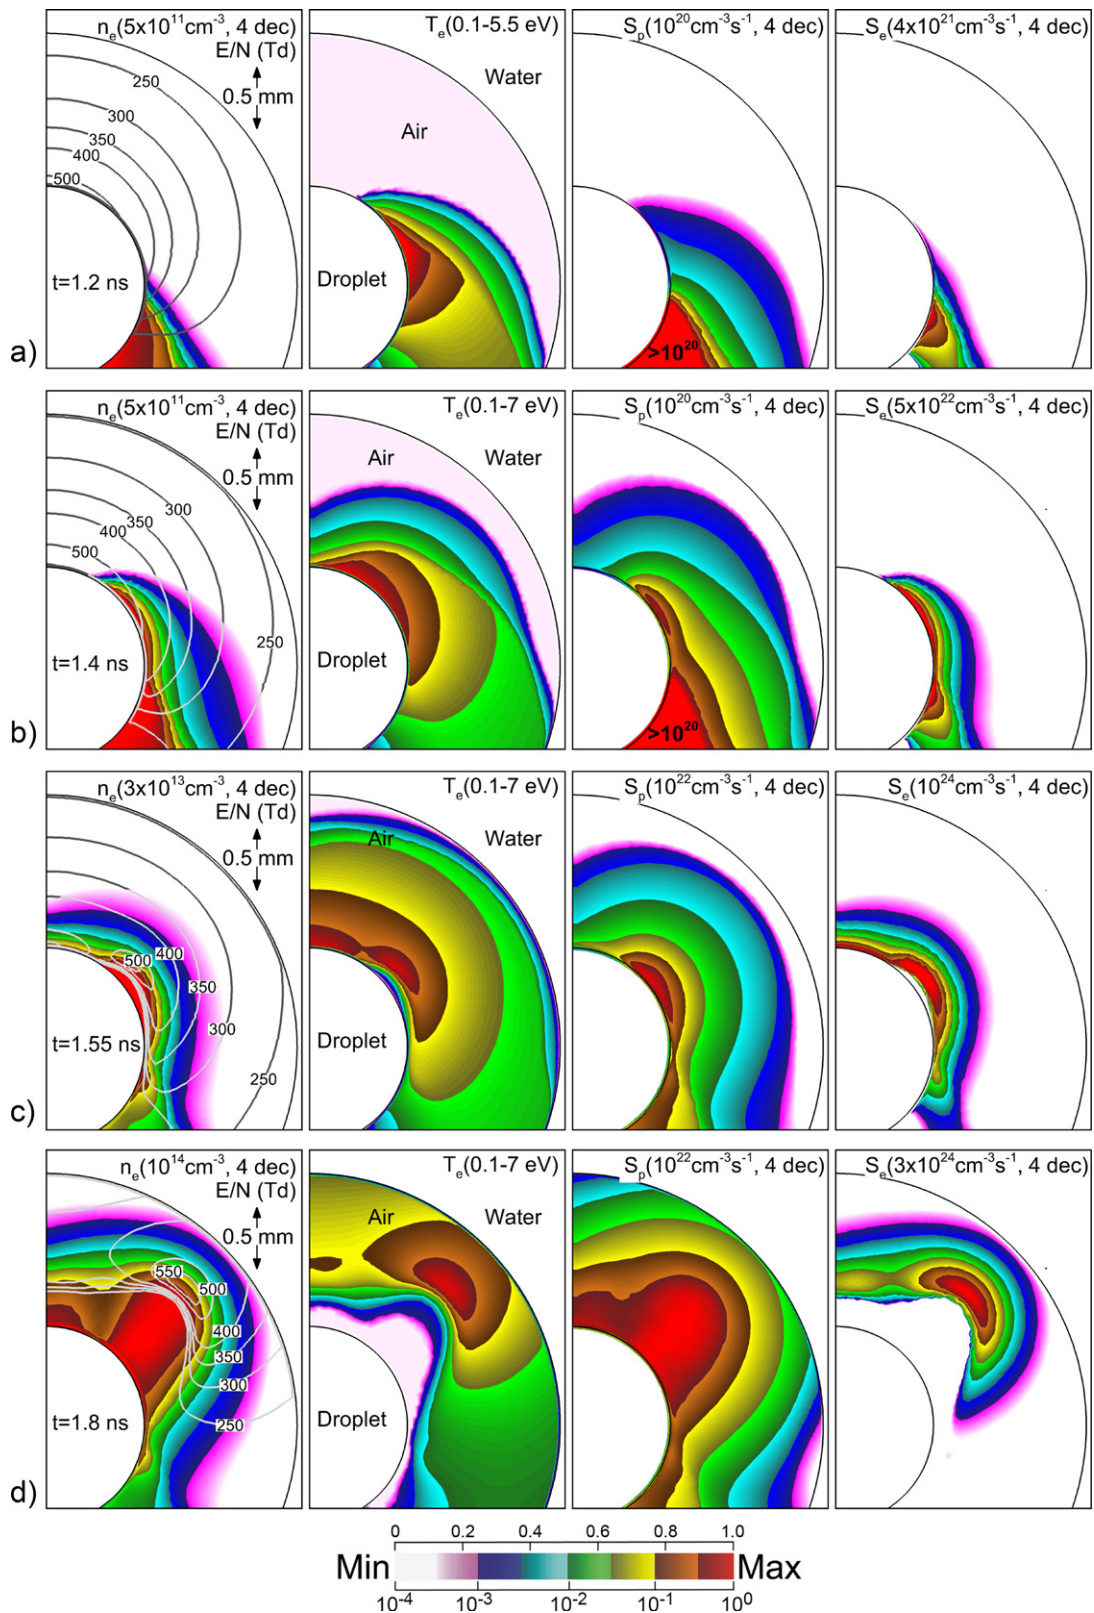 nₑ(5x10¹¹cm⁻³, 4 dec)
E/N (Td)
0.5 mm
250
300
350
400
500
t=1.2 ns
Tₑ(0.1-5.5 eV)
Water
Air
Droplet
Sₚ(10²⁰cm⁻³s⁻¹, 4 dec)
>10²⁰
Sₑ(4x10²¹cm⁻³s⁻¹, 4 dec)
a)
nₑ(5x10¹¹cm⁻³, 4 dec)
E/N (Td)
0.5 mm
300
350
400
500
250
t=1.4 ns
Tₑ(0.1-7 eV)
Air
Water
Droplet
Sₚ(10²⁰cm⁻³s⁻¹, 4 dec)
>10²⁰
Sₑ(5x10²²cm⁻³s⁻¹, 4 dec)
b)
nₑ(3x10¹³cm⁻³, 4 dec)
E/N (Td)
0.5 mm
400
500
350
300
250
t=1.55 ns
Tₑ(0.1-7 eV)
Air
Water
Droplet
Sₚ(10²²cm⁻³s⁻¹, 4 dec)
Sₑ(10²⁴cm⁻³s⁻¹, 4 dec)
c)
nₑ(10¹⁴cm⁻³, 4 dec)
E/N (Td)
0.5 mm
550
500
400
350
300
250
t=1.8 ns
Tₑ(0.1-7 eV)
Air
Water
Droplet
Sₚ(10²²cm⁻³s⁻¹, 4 dec)
Sₑ(3x10²⁴cm⁻³s⁻¹, 4 dec)
d)
0 0.2 0.4 0.6 0.8 1.0
Min Max
10⁻⁴ 10⁻³ 10⁻² 10⁻¹ 10⁰